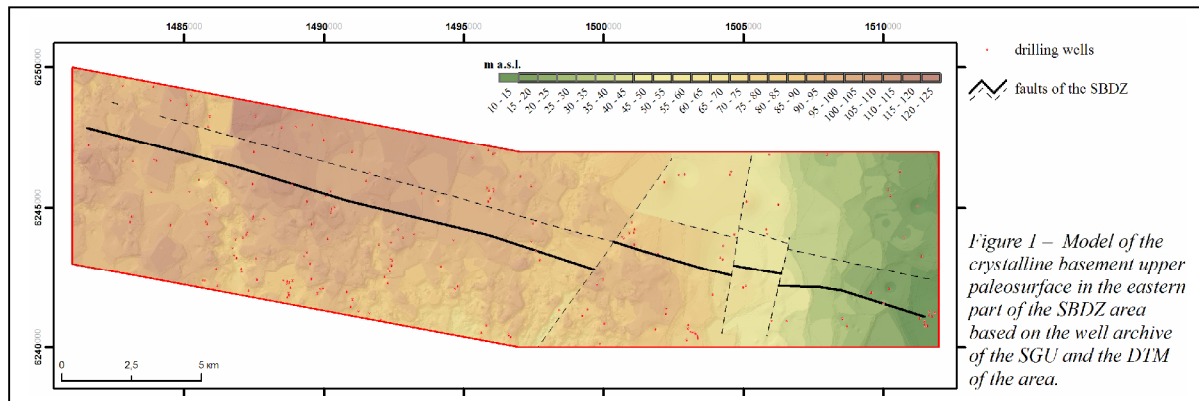 1485000 1490000 1495000 1500000 1505000 1510000
6250000
6245000
6240000
m a.s.l.
10 - 15
15 - 20
20 - 25
25 - 30
30 - 35
35 - 40
40 - 45
45 - 50
50 - 55
55 - 60
60 - 65
65 - 70
70 - 75
75 - 80
80 - 85
85 - 90
90 - 95
95 - 100
100 - 105
105 - 110
110 - 115
115 - 120
120 - 125
0 2,5 5 км
drilling wells
faults of the SBDZ
Figure 1 – Model of the
crystalline basement upper
paleosurface in the eastern
part of the SBDZ area
based on the well archive
of the SGU and the DTM
of the area.